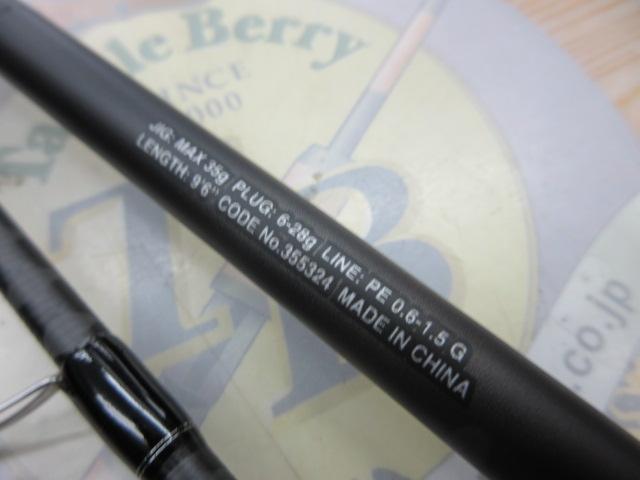 le Berry
SINCE
000
JIG: MAX 35g PLUG: 6-28g LINE: PE 0.6-1.5 G
LENGTH: 9'6" CODE No.355324 MADE IN CHINA
.co.jp